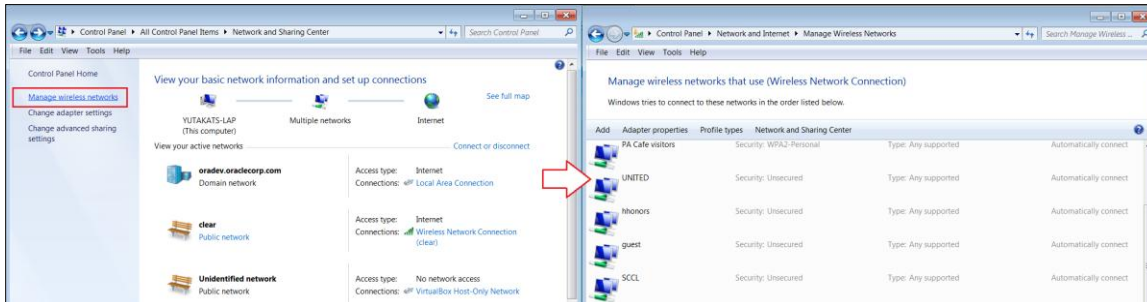 Control Panel ▸ All Control Panel Items ▸ Network and Sharing Center
Search Control Panel
File Edit View Tools Help
Control Panel Home
Manage wireless networks
Change adapter settings
Change advanced sharing
settings
View your basic network information and set up connections
See full map
YUTAKATS-LAP
(This computer)
Multiple networks
Internet
View your active networks
Connect or disconnect
oradev.oraclecorp.com
Domain network
Access type: Internet
Connections: Local Area Connection
clear
Public network
Access type: Internet
Connections: Wireless Network Connection
(clear)
Unidentified network
Public network
Access type: No network access
Connections: VirtualBox Host-Only Network
Control Panel ▸ Network and Internet ▸ Manage Wireless Networks
Search Manage Wireless ...
File Edit View Tools Help
Manage wireless networks that use (Wireless Network Connection)
Windows tries to connect to these networks in the order listed below.
Add Adapter properties Profile types Network and Sharing Center
PA Cafe visitors Security: WPA2-Personal Type: Any supported Automatically connect
UNITED Security: Unsecured Type: Any supported Automatically connect
hhonors Security: Unsecured Type: Any supported Automatically connect
guest Security: Unsecured Type: Any supported Automatically connect
SCCL Security: Unsecured Type: Any supported Automatically connect